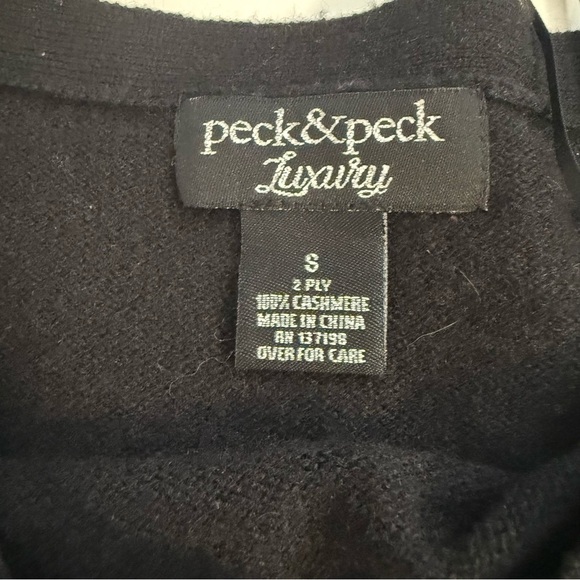 peck&peck
Luxury
S
2 PLY
100% CASHMERE
MADE IN CHINA
RN 137198
OVER FOR CARE